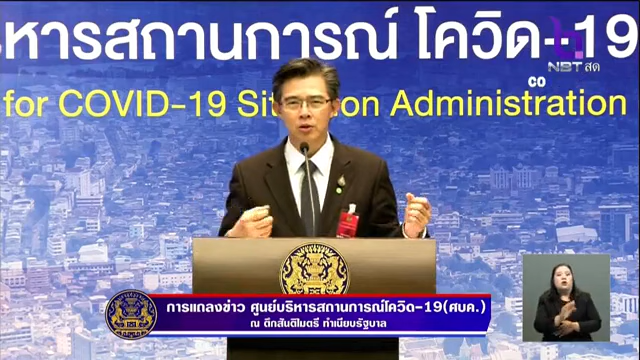 ริหารสถานการณ์ โควิด-19
NBT สด
co
for COVID-19 Sit on Administration
การแถลงข่าว ศูนย์บริหารสถานการณ์โควิด-19(ศบค.)
ณ ตึกสันติไมตรี ทำเนียบรัฐบาล